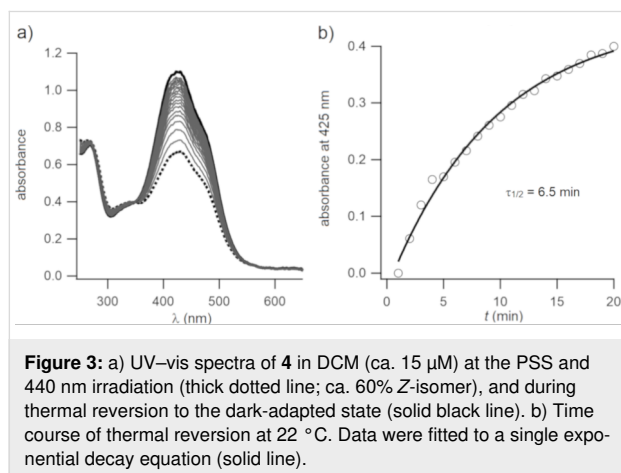 a)
1.2
1.0
0.8
0.6
0.4
0.2
0.0
absorbance
300
400
500
600
λ (nm)
b)
0.4
0.3
0.2
0.1
0.0
absorbance at 425 nm
τ1/2 = 6.5 min
0
5
10
15
20
t (min)
Figure 3: a) UV–vis spectra of 4 in DCM (ca. 15 µM) at the PSS and
440 nm irradiation (thick dotted line; ca. 60% Z-isomer), and during
thermal reversion to the dark-adapted state (solid black line). b) Time
course of thermal reversion at 22 °C. Data were fitted to a single expo-
nential decay equation (solid line).